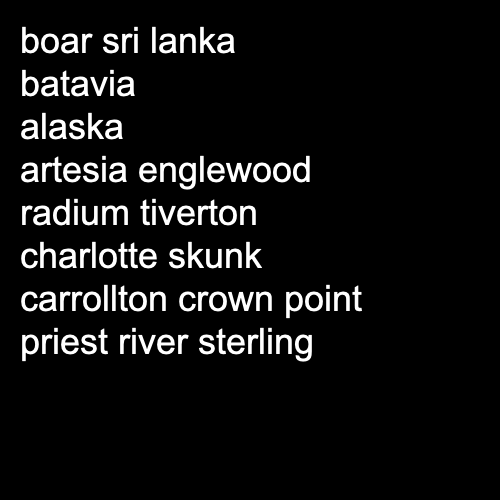 boar sri lanka
batavia
alaska
artesia englewood
radium tiverton
charlotte skunk
carrollton crown point
priest river sterling